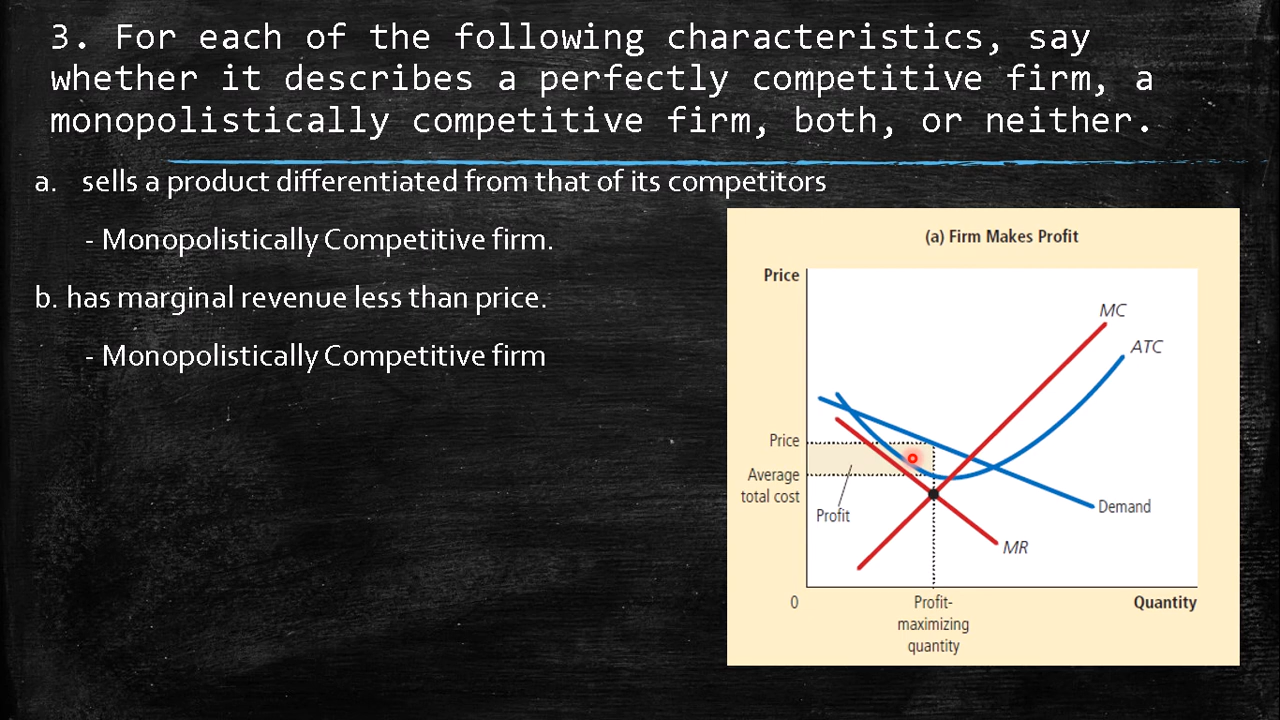 3. For each of the following characteristics, say
whether it describes a perfectly competitive firm, a
monopolistically competitive firm, both, or neither.
a. sells a product differentiated from that of its competitors
- Monopolistically Competitive firm.
b. has marginal revenue less than price.
- Monopolistically Competitive firm
(a) Firm Makes Profit
Price
MC
ATC
Price
Average
total cost
Profit
Demand
MR
0
Profit-
maximizing
quantity
Quantity